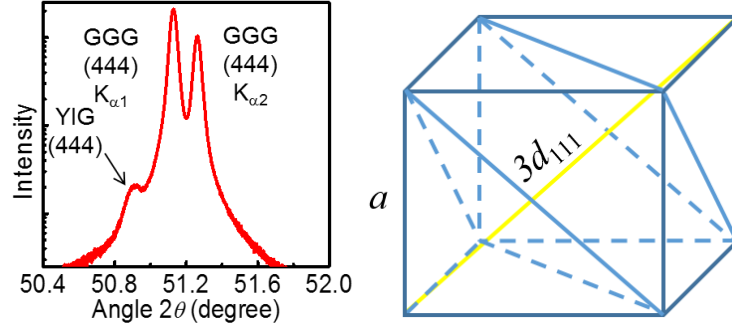 GGG
(444)
Kα1
GGG
(444)
Kα2
YIG
(444)
Intensity
50.4 50.8 51.2 51.6 52.0
Angle 2θ (degree)
a
3d111